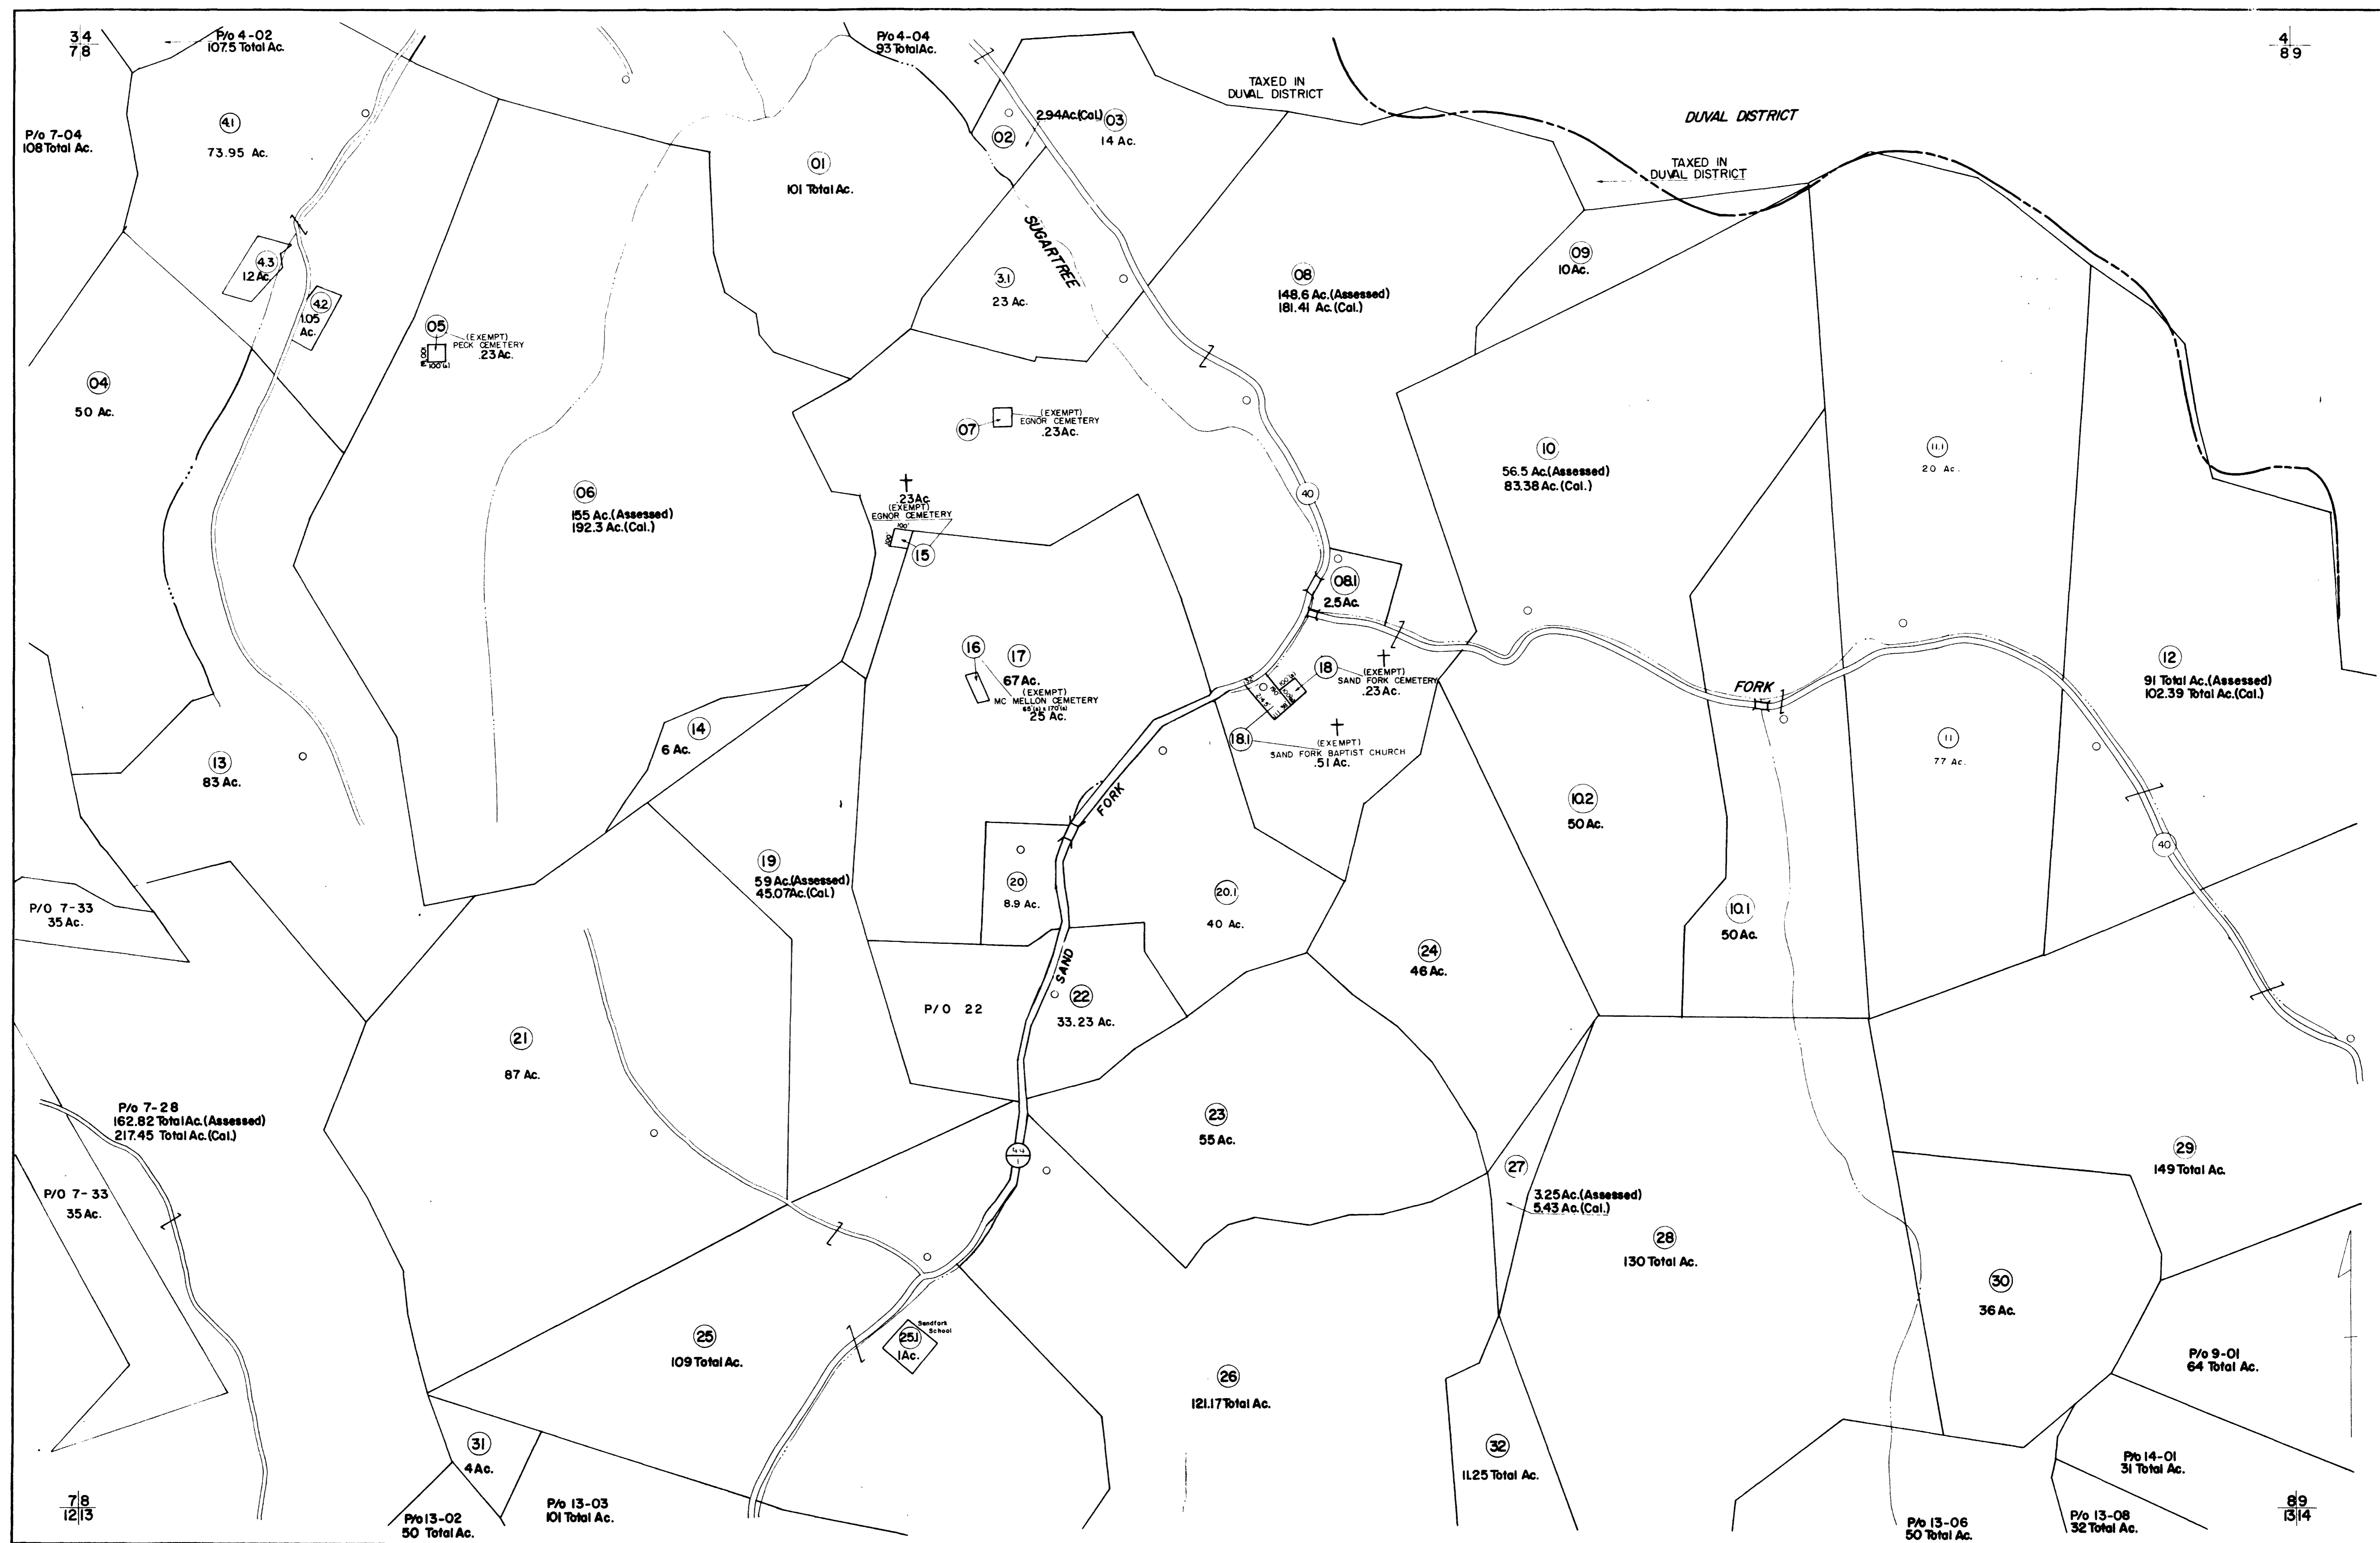 3 4
7 8
P/o 4-02
107.5 Total Ac.
P/o 4-04
93 Total Ac.
4
8 9
TAXED IN
DUVAL DISTRICT
DUVAL DISTRICT
TAXED IN
DUVAL DISTRICT
P/o 7-04
108 Total Ac.
4.1
73.95 Ac.
01
101 Total Ac.
02
2.94 Ac.(Cal.)
03
14 Ac.
SUGARTREE
3.1
23 Ac.
08
148.6 Ac.(Assessed)
181.41 Ac.(Cal.)
09
10 Ac.
4.3
1.2 Ac.
4.2
1.05
Ac.
05
(EXEMPT)
PECK CEMETERY
.23 Ac.
100(s)
04
50 Ac.
07
(EXEMPT)
EGNOR CEMETERY
.23 Ac.
10
56.5 Ac.(Assessed)
83.38 Ac.(Cal.)
11.1
20 Ac.
06
155 Ac.(Assessed)
192.3 Ac.(Cal.)
.23 Ac.
(EXEMPT)
EGNOR CEMETERY
100'
100'
15
40
08.1
2.5 Ac.
16
17
67 Ac.
(EXEMPT)
MC MELLON CEMETERY
65'(s) x 170'(s)
25 Ac.
18
(EXEMPT)
SAND FORK CEMETERY
.23 Ac.
18.1
(EXEMPT)
SAND FORK BAPTIST CHURCH
.51 Ac.
FORK
12
91 Total Ac.(Assessed)
102.39 Total Ac.(Cal.)
11
77 Ac.
14
6 Ac.
13
83 Ac.
FORK
10.2
50 Ac.
40
19
59 Ac.(Assessed)
45.07 Ac.(Cal.)
20
8.9 Ac.
20.1
40 Ac.
10.1
50 Ac.
P/O 7-33
35 Ac.
24
46 Ac.
SAND
P/O 22
22
33.23 Ac.
21
87 Ac.
P/o 7-28
162.82 Total Ac.(Assessed)
217.45 Total Ac.(Cal.)
23
55 Ac.
44
1
27
3.25 Ac.(Assessed)
5.43 Ac.(Cal.)
29
149 Total Ac.
P/O 7-33
35 Ac.
28
130 Total Ac.
30
36 Ac.
25
109 Total Ac.
Sandfork
School
25.1
1 Ac.
26
121.17 Total Ac.
P/o 9-01
64 Total Ac.
31
4 Ac.
32
11.25 Total Ac.
P/o 14-01
31 Total Ac.
7 8
12 13
P/o 13-02
50 Total Ac.
P/o 13-03
101 Total Ac.
P/o 13-06
50 Total Ac.
P/o 13-08
32 Total Ac.
8 9
13 14